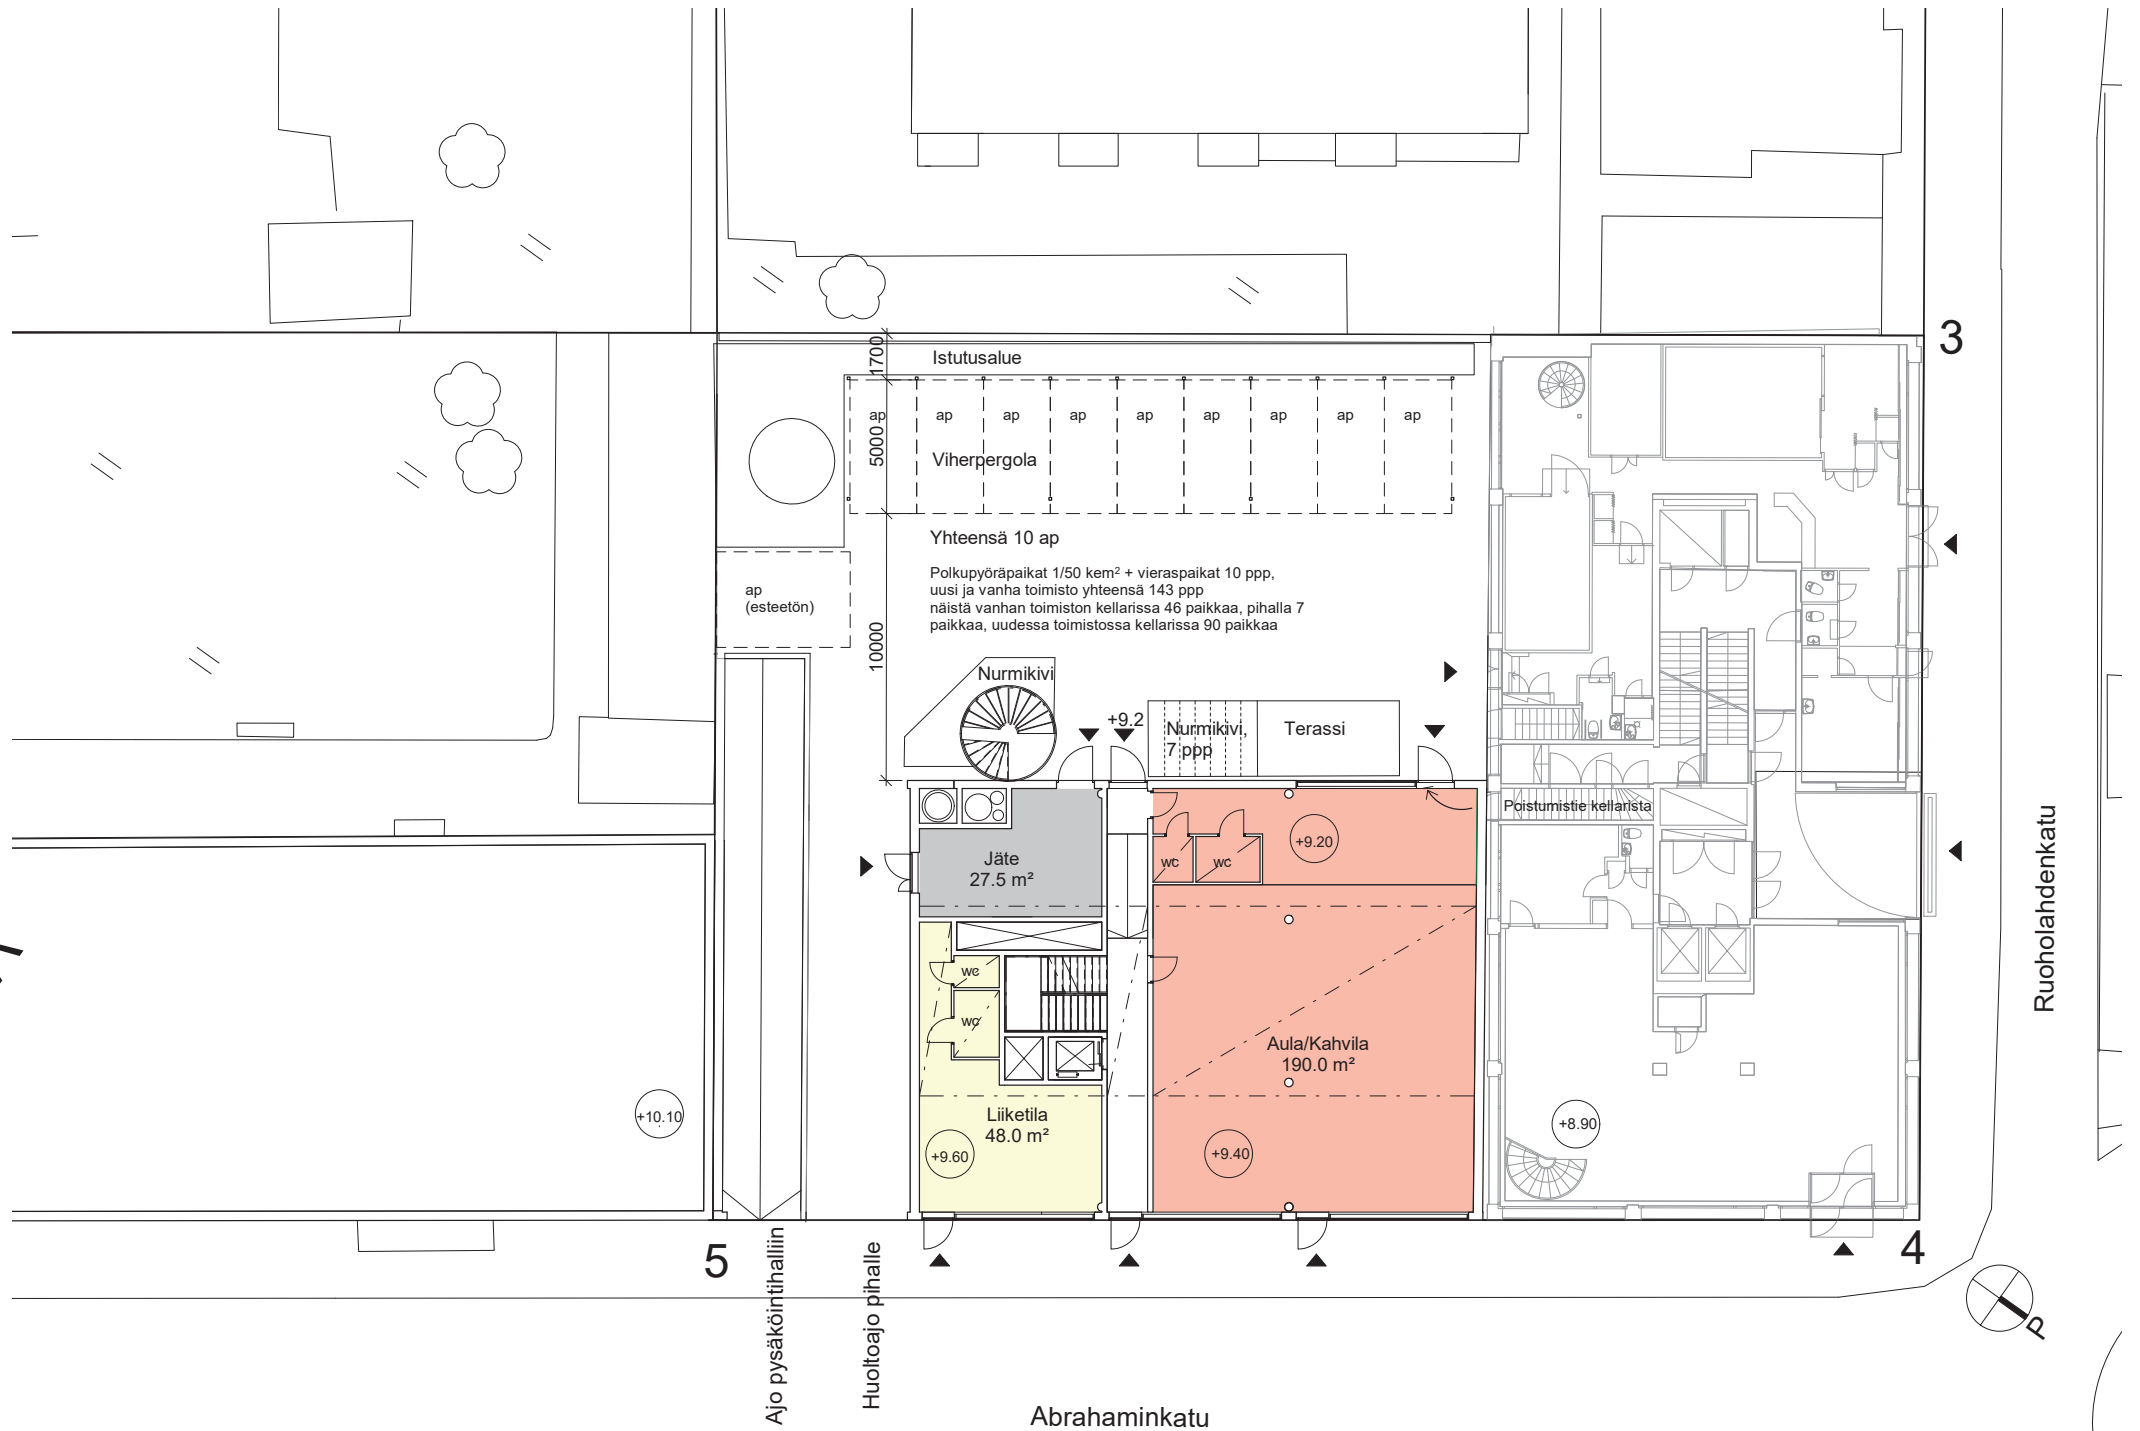 3
1700
Istutusalue
ap
ap
ap
ap
ap
ap
ap
ap
ap
5000
Viherpergola
Yhteensä 10 ap
Polkupyöräpaikat 1/50 kem² + vieraspaikat 10 ppp,
uusi ja vanha toimisto yhteensä 143 ppp
näistä vanhan toimiston kellarissa 46 paikkaa, pihalla 7
paikkaa, uudessa toimistossa kellarissa 90 paikkaa
ap
(esteetön)
10000
Nurmikivi
+9.2
Nurmikivi,
7 ppp
Terassi
Poistumistie kellarista
Ruoholahdenkatu
Jäte
27.5 m²
wc
wc
+9.20
wc
wc
Aula/Kahvila
190.0 m²
+10.10
Liiketila
48.0 m²
+9.60
+9.40
+8.90
5
4
Ajo pysäköintihalliin
Huoltoajo pihalle
P
Abrahaminkatu